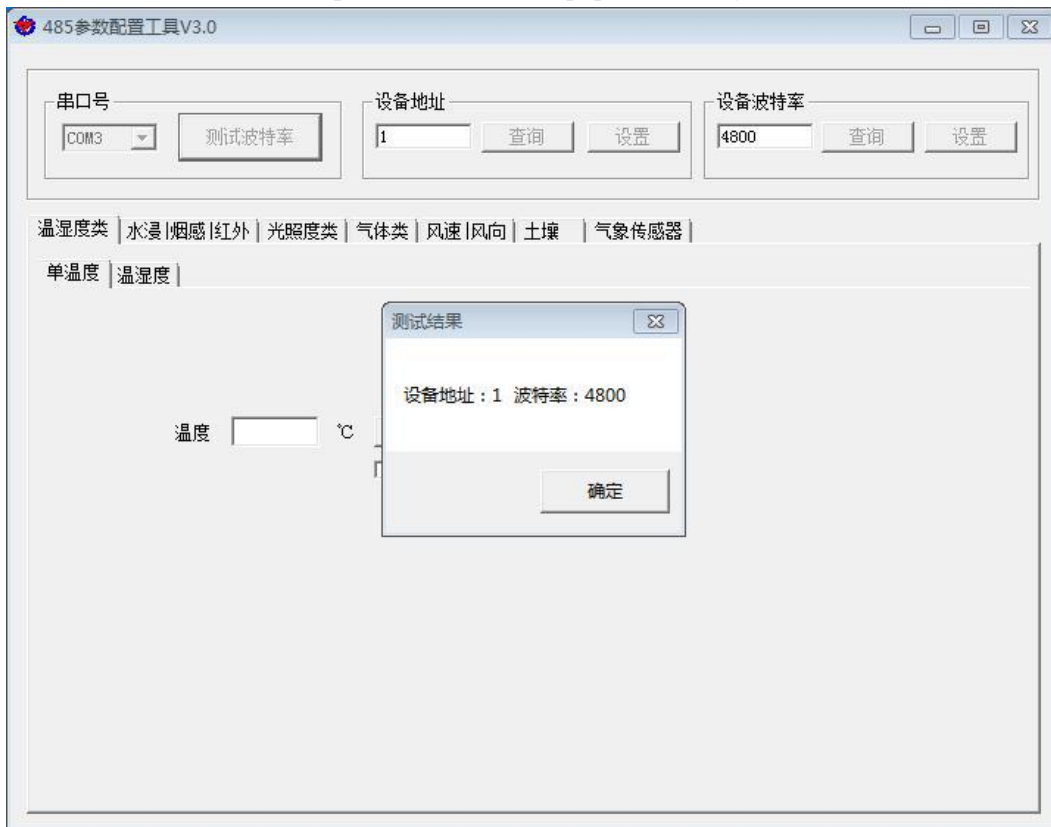 485参数配置工具V3.0
串口号 设备地址 设备波特率
COM3 测试波特率 1 查询 设置 4800 查询 设置
温湿度类 水浸|烟感|红外 光照度类 气体类 风速|风向 土壤 气象传感器
单温度 温湿度
测试结果
设备地址：1 波特率：4800
温度 ℃
确定